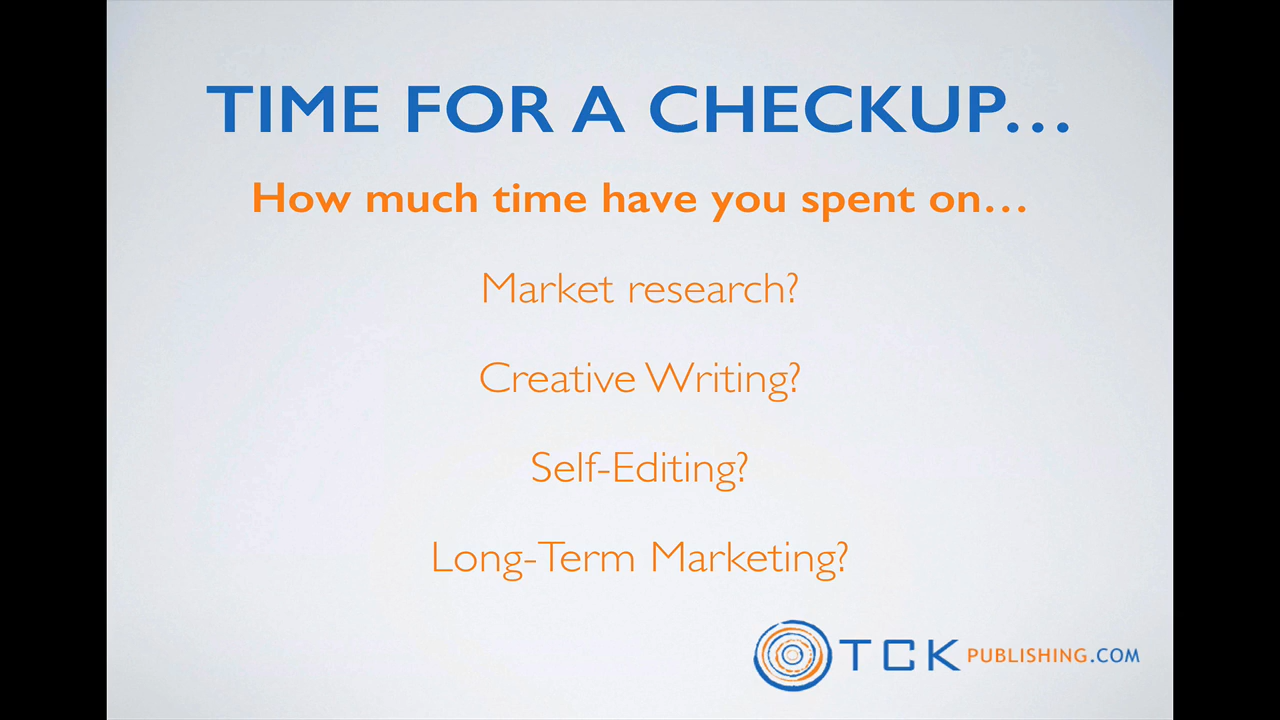 TIME FOR A CHECKUP…
How much time have you spent on…
Market research?
Creative Writing?
Self-Editing?
Long-Term Marketing?
TCK PUBLISHING.COM